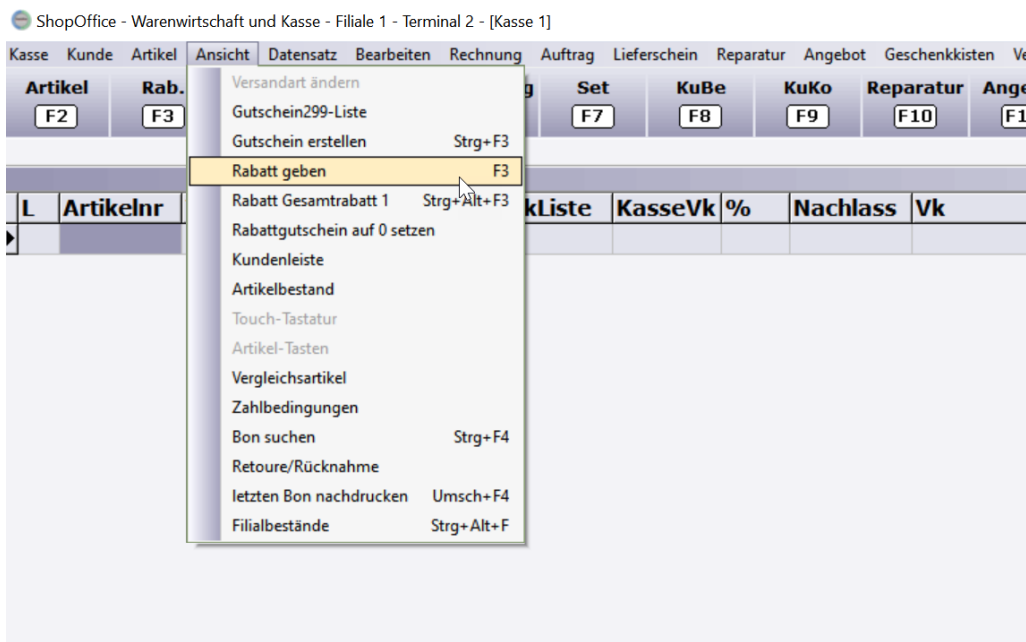 ShopOffice - Warenwirtschaft und Kasse - Filiale 1 - Terminal 2 - [Kasse 1]
Kasse Kunde Artikel Ansicht Datensatz Bearbeiten Rechnung Auftrag Lieferschein Reparatur Angebot Geschenkkisten Ve
Artikel Rab. g Set KuBe KuKo Reparatur Ange
F2 F3 F7 F8 F9 F10 F1
L Artikelnr kListe KasseVk % Nachlass Vk
Versandart ändern
Gutschein299-Liste
Gutschein erstellen Strg+F3
Rabatt geben F3
Rabatt Gesamtrabatt 1 Strg+Alt+F3
Rabattgutschein auf 0 setzen
Kundenleiste
Artikelbestand
Touch-Tastatur
Artikel-Tasten
Vergleichsartikel
Zahlbedingungen
Bon suchen Strg+F4
Retoure/Rücknahme
letzten Bon nachdrucken Umsch+F4
Filialbestände Strg+Alt+F